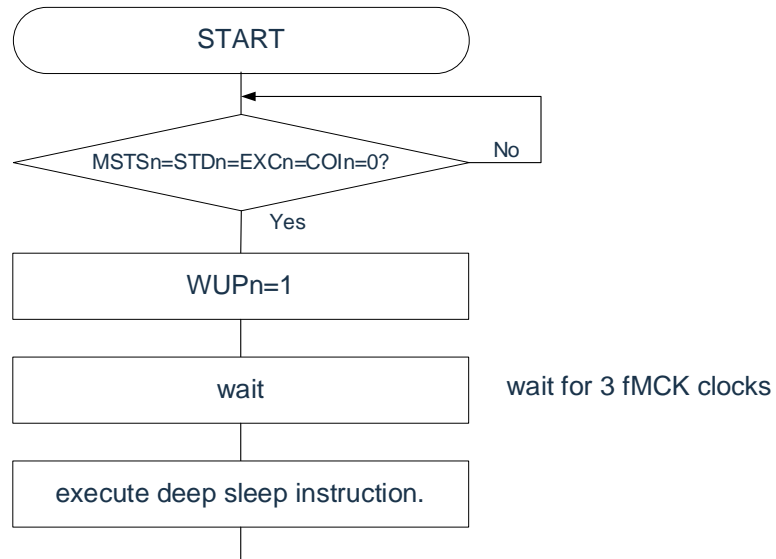 START
MSTSn=STDn=EXCn=COIn=0?
No
Yes
WUPn=1
wait
wait for 3 fMCK clocks
execute deep sleep instruction.